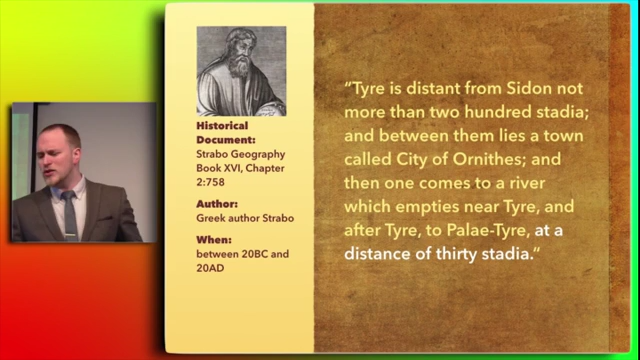 Historical
Document:
Strabo Geography
Book XVI, Chapter
2:758
Author:
Greek author Strabo
When:
between 20BC and
20AD
“Tyre is distant from Sidon not
more than two hundred stadia;
and between them lies a town
called City of Ornithes; and
then one comes to a river
which empties near Tyre, and
after Tyre, to Palae-Tyre, at a
distance of thirty stadia.“